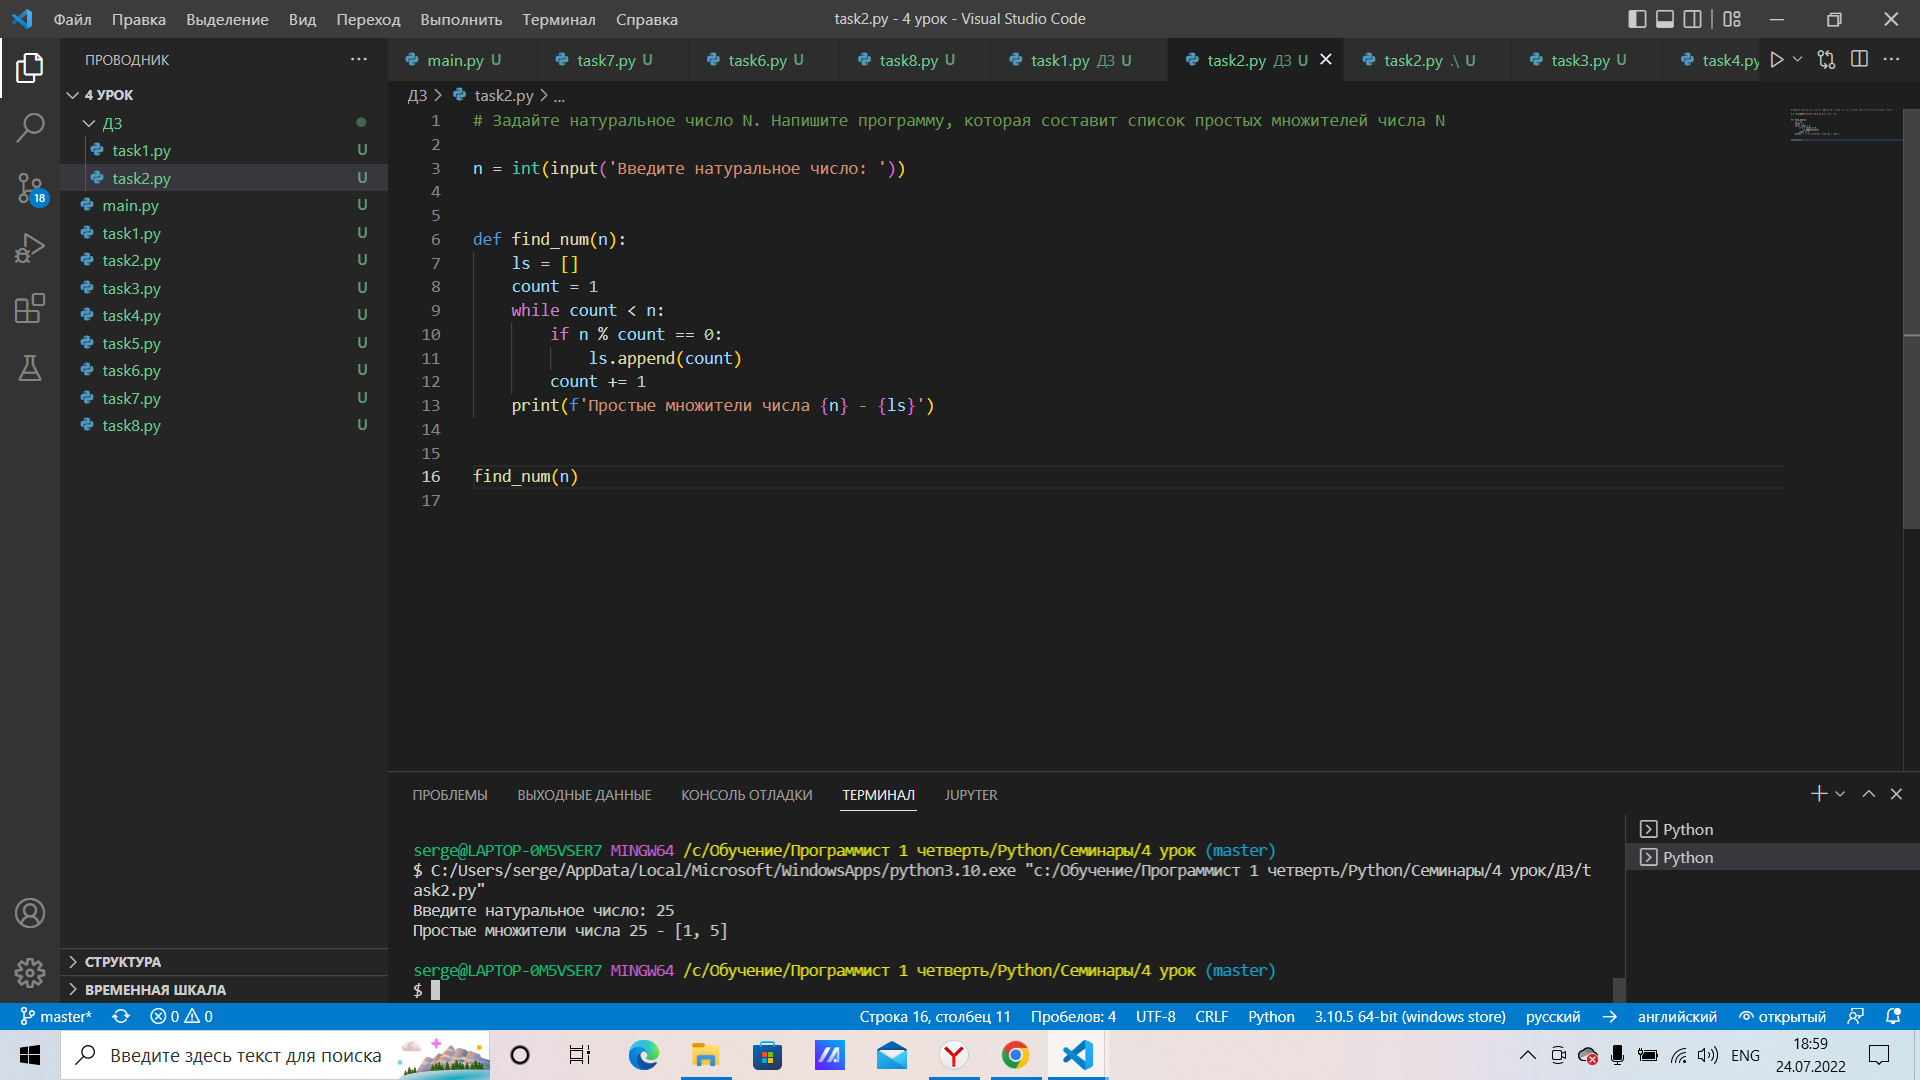 Файл Правка Выделение Вид Переход Выполнить Терминал Справка
task2.py - 4 урок - Visual Studio Code
ПРОВОДНИК
4 УРОК
ДЗ
task1.py U
task2.py U
main.py U
task1.py U
task2.py U
task3.py U
task4.py U
task5.py U
task6.py U
task7.py U
task8.py U
18
СТРУКТУРА
ВРЕМЕННАЯ ШКАЛА
main.py U task7.py U task6.py U task8.py U task1.py ДЗ U task2.py ДЗ U task2.py .\ U task3.py U task4.py
ДЗ > task2.py > ...
1 # Задайте натуральное число N. Напишите программу, которая составит список простых множителей числа N
2
3 n = int(input('Введите натуральное число: '))
4
5
6 def find_num(n):
7     ls = []
8     count = 1
9     while count < n:
10         if n % count == 0:
11             ls.append(count)
12         count += 1
13     print(f'Простые множители числа {n} - {ls}')
14
15
16 find_num(n)
17
ПРОБЛЕМЫ ВЫХОДНЫЕ ДАННЫЕ КОНСОЛЬ ОТЛАДКИ ТЕРМИНАЛ JUPYTER
serge@LAPTOP-0M5VSER7 MINGW64 /c/Обучение/Программист 1 четверть/Python/Семинары/4 урок (master)
$ C:/Users/serge/AppData/Local/Microsoft/WindowsApps/python3.10.exe "c:/Обучение/Программист 1 четверть/Python/Семинары/4 урок/ДЗ/t
ask2.py"
Введите натуральное число: 25
Простые множители числа 25 - [1, 5]
serge@LAPTOP-0M5VSER7 MINGW64 /c/Обучение/Программист 1 четверть/Python/Семинары/4 урок (master)
$
Python
Python
master* 0 0 Строка 16, столбец 11 Пробелов: 4 UTF-8 CRLF Python 3.10.5 64-bit (windows store) русский → английский открытый
Введите здесь текст для поиска
ENG
18:59
24.07.2022